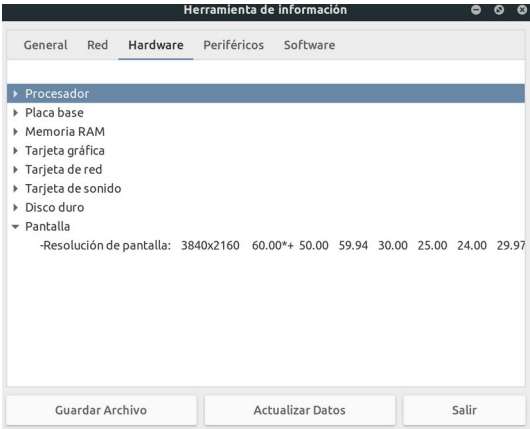 Herramienta de información
General Red Hardware Periféricos Software
Procesador
Placa base
Memoria RAM
Tarjeta gráfica
Tarjeta de red
Tarjeta de sonido
Disco duro
Pantalla
-Resolución de pantalla: 3840x2160 60.00*+ 50.00 59.94 30.00 25.00 24.00 29.97
Guardar Archivo Actualizar Datos Salir